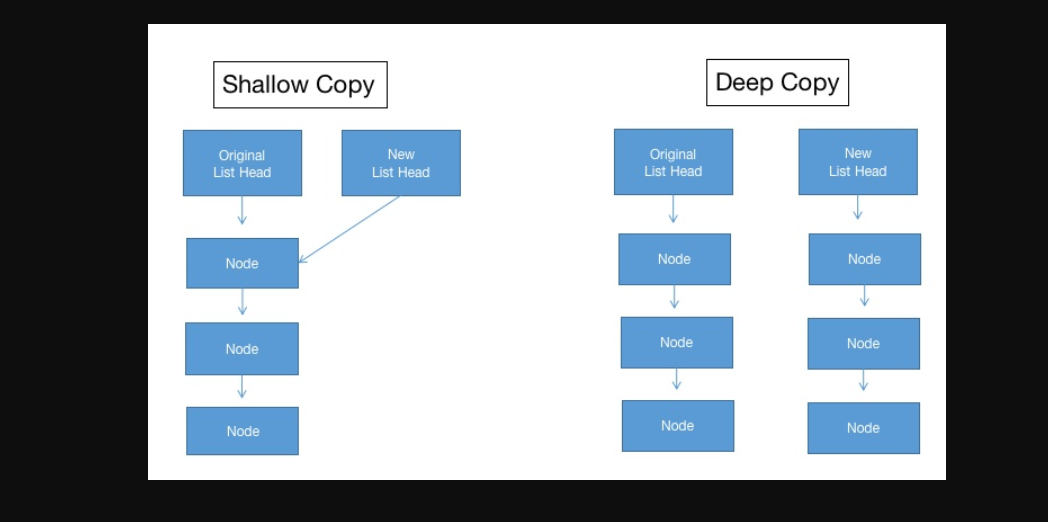 Shallow Copy
Original
List Head
New
List Head
Node
Node
Node
Deep Copy
Original
List Head
New
List Head
Node
Node
Node
Node
Node
Node